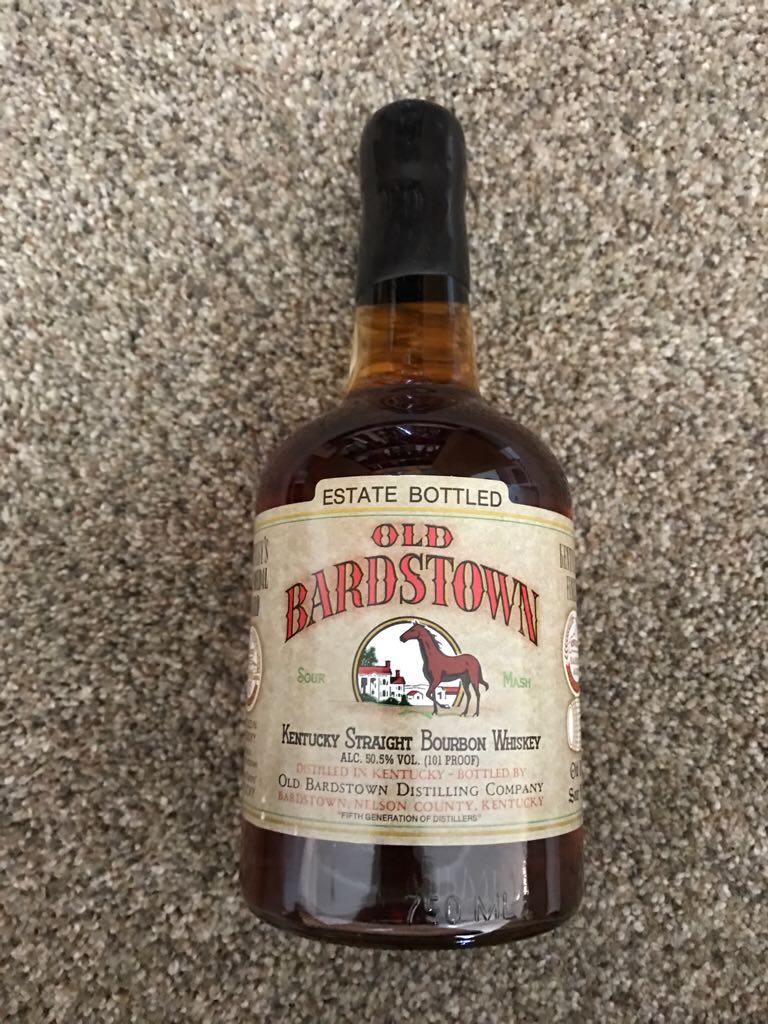 ESTATE BOTTLED
OLD
BARDSTOWN
SOUR MASH
KENTUCKY STRAIGHT BOURBON WHISKEY
ALC. 50.5% VOL. (101 PROOF)
DISTILLED IN KENTUCKY - BOTTLED BY
OLD BARDSTOWN DISTILLING COMPANY
BARDSTOWN, NELSON COUNTY, KENTUCKY
"FIFTH GENERATION OF DISTILLERS"
750 ML